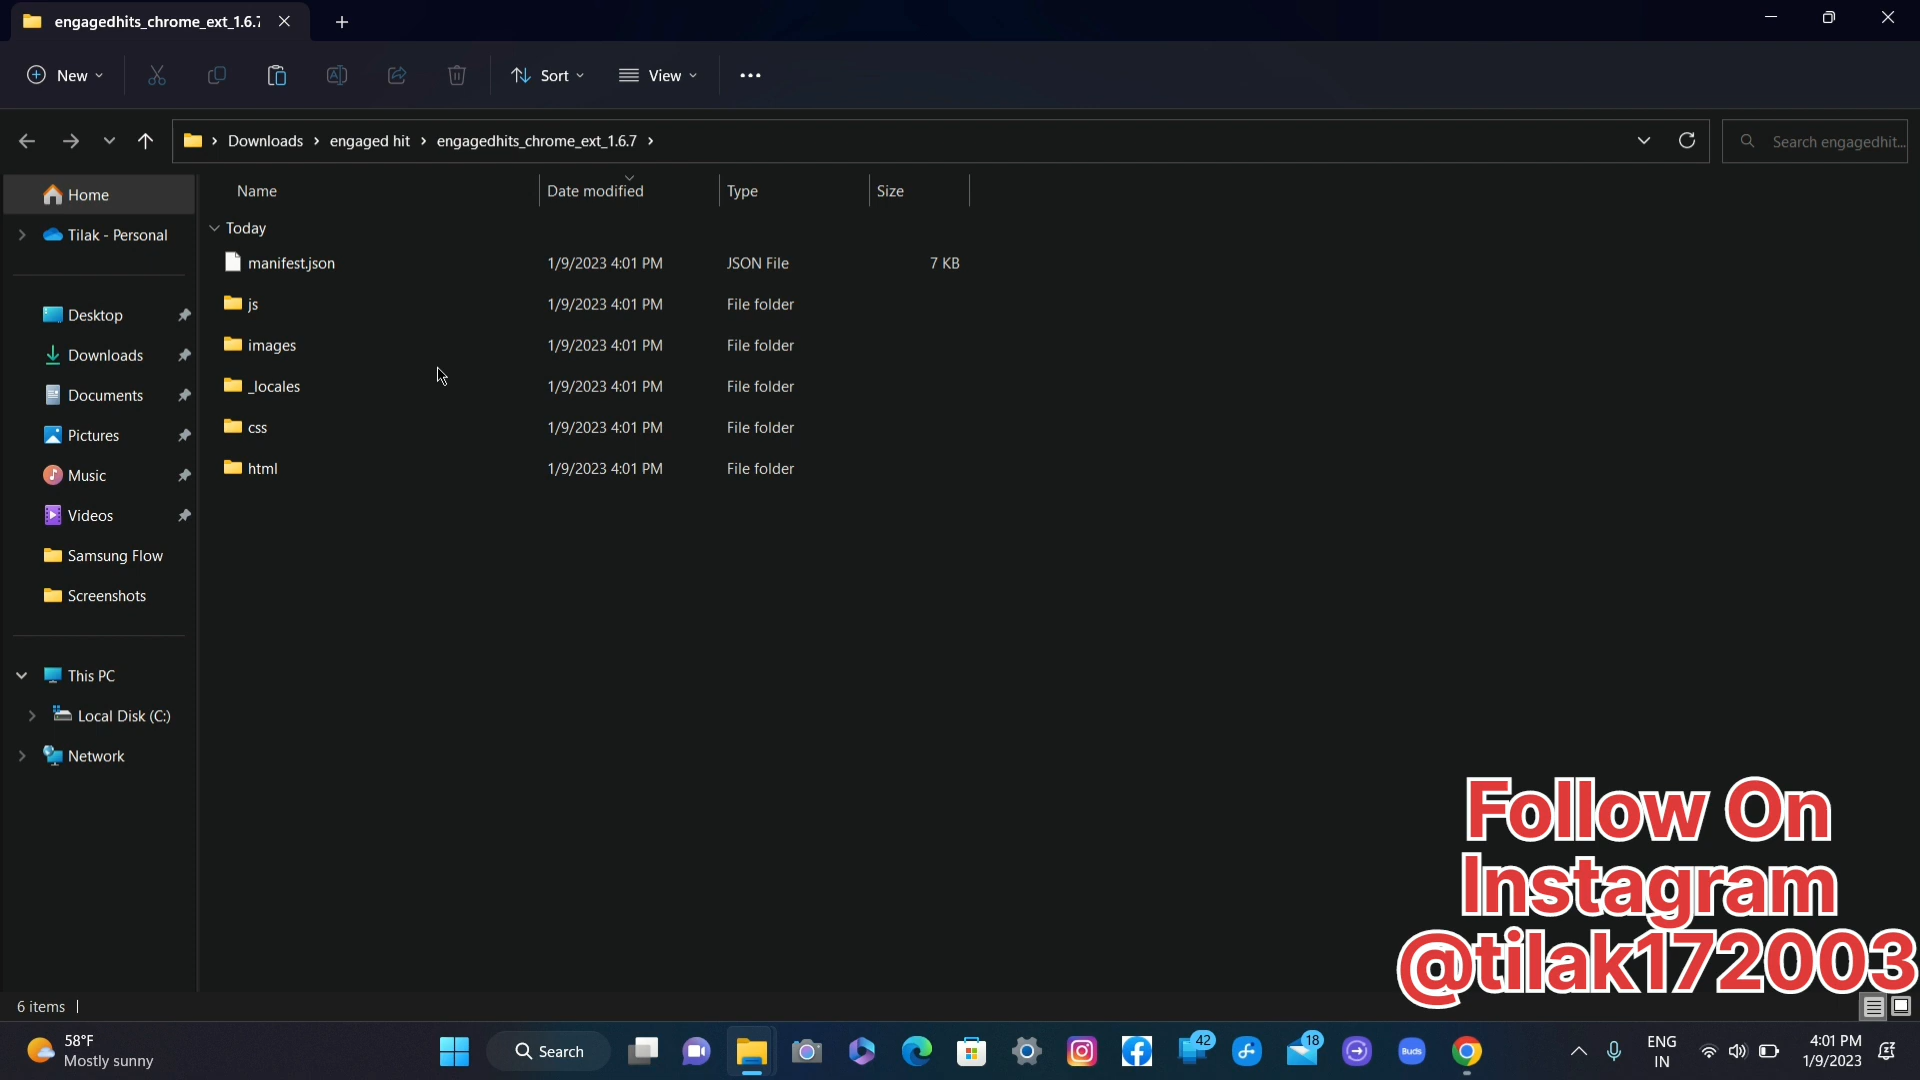 engagedhits_chrome_ext_1.6.7
New
Sort
View
Downloads
engaged hit
engagedhits_chrome_ext_1.6.7
Search engagedhit...
Name
Date modified
Type
Size
Home
Tilak - Personal
Desktop
Downloads
Documents
Pictures
Music
Videos
Samsung Flow
Screenshots
This PC
Local Disk (C:)
Network
Today
manifest.json 1/9/2023 4:01 PM JSON File 7 KB
js 1/9/2023 4:01 PM File folder
images 1/9/2023 4:01 PM File folder
_locales 1/9/2023 4:01 PM File folder
css 1/9/2023 4:01 PM File folder
html 1/9/2023 4:01 PM File folder
Follow On
Instagram
@tilak172003
6 items
58°F
Mostly sunny
Search
42
18
Buds
ENG
IN
4:01 PM
1/9/2023